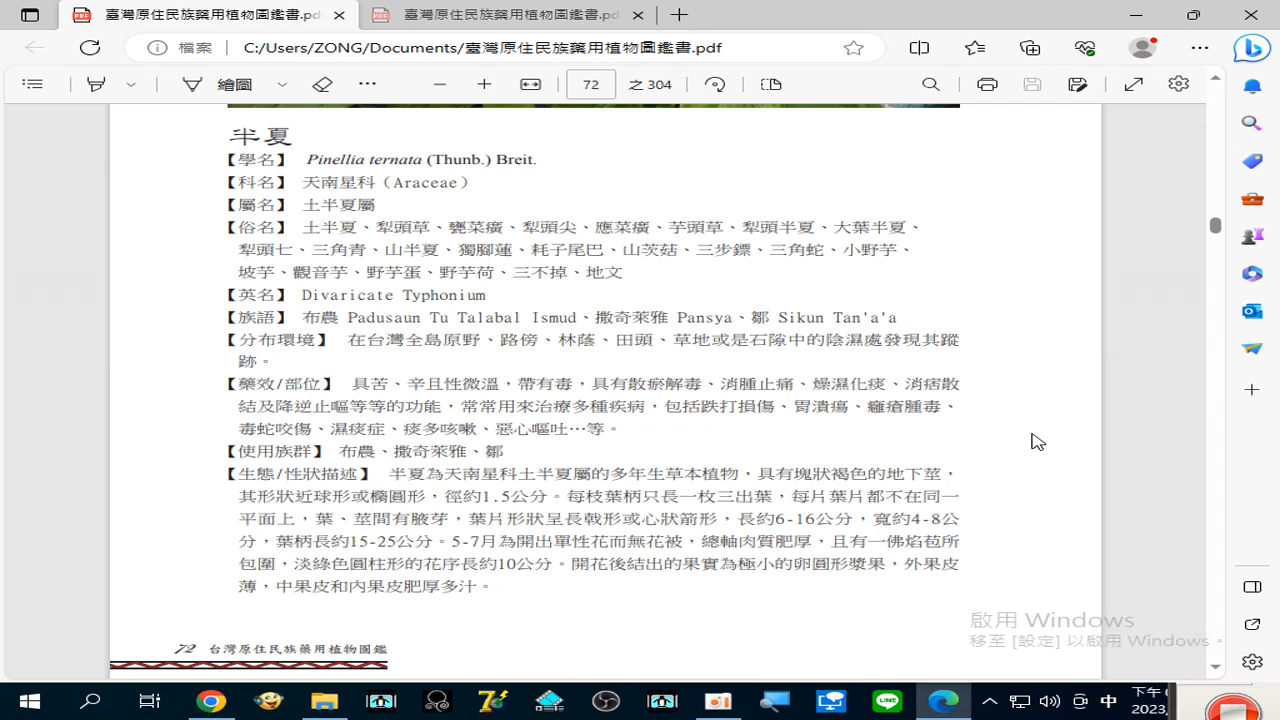 臺灣原住民族藥用植物圖鑑書.pdf
臺灣原住民族藥用植物圖鑑書.pdf
檔案 C:/Users/ZONG/Documents/臺灣原住民族藥用植物圖鑑書.pdf
繪圖 72 之 304
半夏
【學名】 Pinellia ternata (Thunb.) Breit.
【科名】 天南星科（Araceae）
【屬名】 土半夏屬
【俗名】 土半夏、犁頭草、甕菜癀、犁頭尖、應菜癀、芋頭草、犁頭半夏、大葉半夏、
犁頭七、三角青、山半夏、獨腳蓮、耗子尾巴、山茨菇、三步鏢、三角蛇、小野芋、
坡芋、觀音芋、野芋蛋、野芋荷、三不掉、地文
【英名】 Divaricate Typhonium
【族語】 布農 Padusaun Tu Talabal Ismud、撒奇萊雅 Pansya、鄒 Sikun Tan'a'a
【分布環境】 在台灣全島原野、路傍、林蔭、田頭、草地或是石隙中的陰濕處發現其蹤
跡。
【藥效/部位】 具苦、辛且性微溫，帶有毒，具有散瘀解毒、消腫止痛、燥濕化痰、消痞散
結及降逆止嘔等等的功能，常常用來治療多種疾病，包括跌打損傷、胃潰瘍、癰瘡腫毒、
毒蛇咬傷、濕痰症、痰多咳嗽、惡心嘔吐…等。
【使用族群】 布農、撒奇萊雅、鄒
【生態/性狀描述】 半夏為天南星科土半夏屬的多年生草本植物，具有塊狀褐色的地下莖，
其形狀近球形或橢圓形，徑約1.5公分。每枝葉柄只長一枚三出葉，每片葉片都不在同一
平面上，葉、莖間有腋芽，葉片形狀呈長戟形或心狀箭形，長約6-16公分，寬約4-8公
分，葉柄長約15-25公分。5-7月為開出單性花而無花被，總軸肉質肥厚，且有一佛焰苞所
包圍，淡綠色圓柱形的花序長約10公分。開花後結出的果實為極小的卵圓形漿果，外果皮
薄，中果皮和內果皮肥厚多汁。
啟用 Windows
移至 [設定] 以啟用 Windows。
72 台灣原住民族藥用植物圖鑑
中 下午
2023